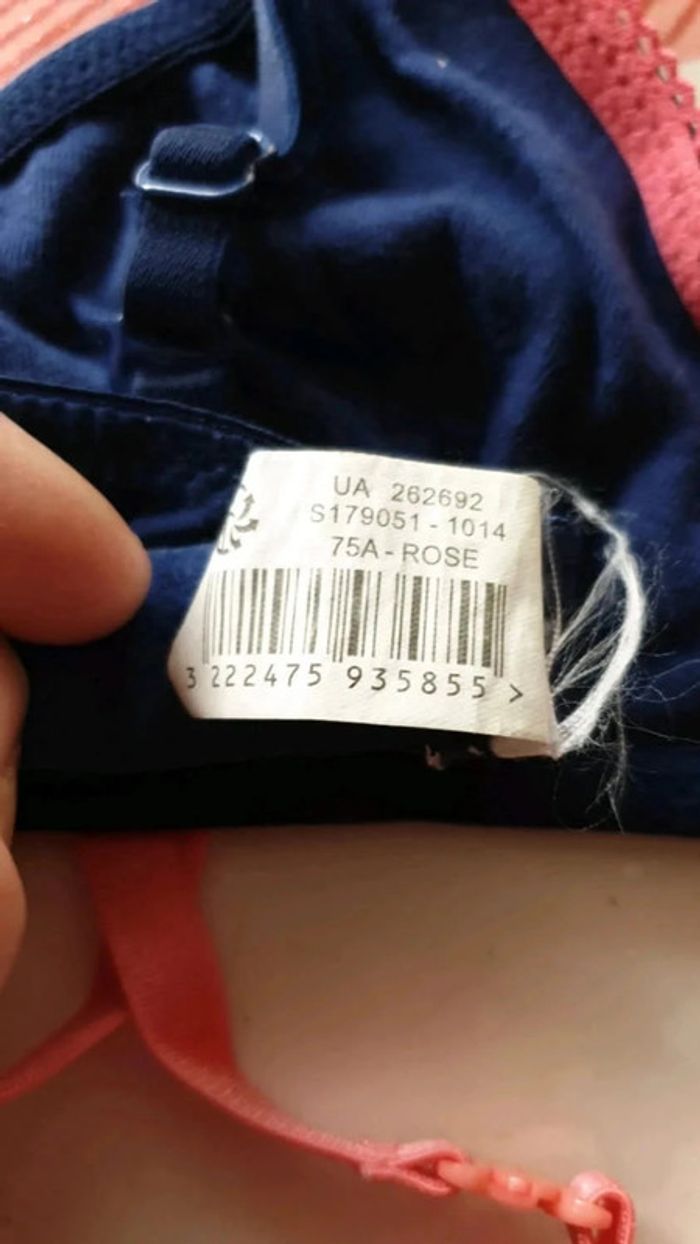 UA 262692
S179051 - 1014
75A - ROSE
3 222475 935855 >